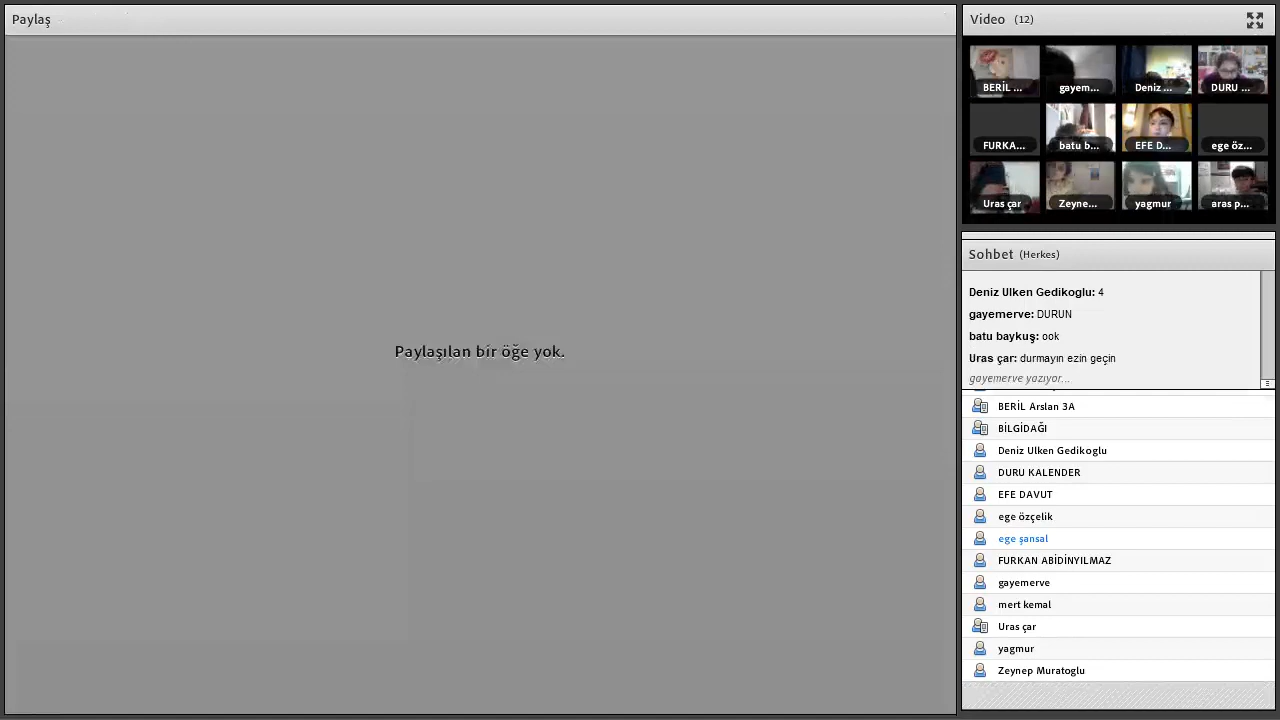 Paylaş
Paylaşılan bir öğe yok.
Video (12)
BERİL ...
gayem...
Deniz ...
DURU ...
FURKA...
batu b...
EFE D...
ege öz...
Uras çar
Zeyne...
yagmur
aras p...
Sohbet (Herkes)
Deniz Ulken Gedikoglu: 4
gayemerve: DURUN
batu baykuş: ook
Uras çar: durmayın ezin geçin
gayemerve yazıyor...
BERİL Arslan 3A
BİLGİDAĞI
Deniz Ulken Gedikoglu
DURU KALENDER
EFE DAVUT
ege özçelik
ege şansal
FURKAN ABİDİNYILMAZ
gayemerve
mert kemal
Uras çar
yagmur
Zeynep Muratoglu